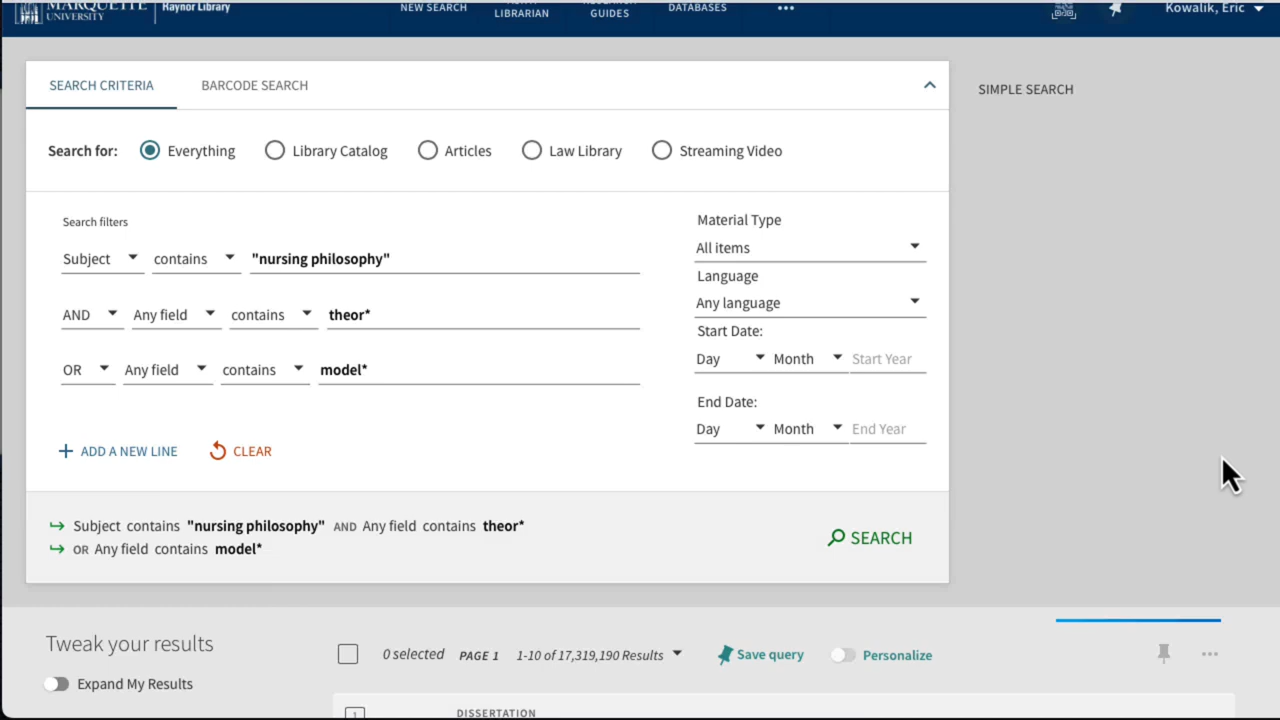 MARQUETTE
UNIVERSITY
Raynor Library
NEW SEARCH
LIBRARIAN
RESEARCH
GUIDES
DATABASES
Kowalik, Eric
SEARCH CRITERIA
BARCODE SEARCH
SIMPLE SEARCH
Search for: Everything Library Catalog Articles Law Library Streaming Video
Search filters
Subject contains "nursing philosophy"
AND Any field contains theor*
OR Any field contains model*
Material Type
All items
Language
Any language
Start Date:
Day Month Start Year
End Date:
Day Month End Year
+ ADD A NEW LINE CLEAR
Subject contains "nursing philosophy" AND Any field contains theor*
OR Any field contains model*
SEARCH
Tweak your results
Expand My Results
0 selected PAGE 1 1-10 of 17,319,190 Results Save query Personalize
1
DISSERTATION